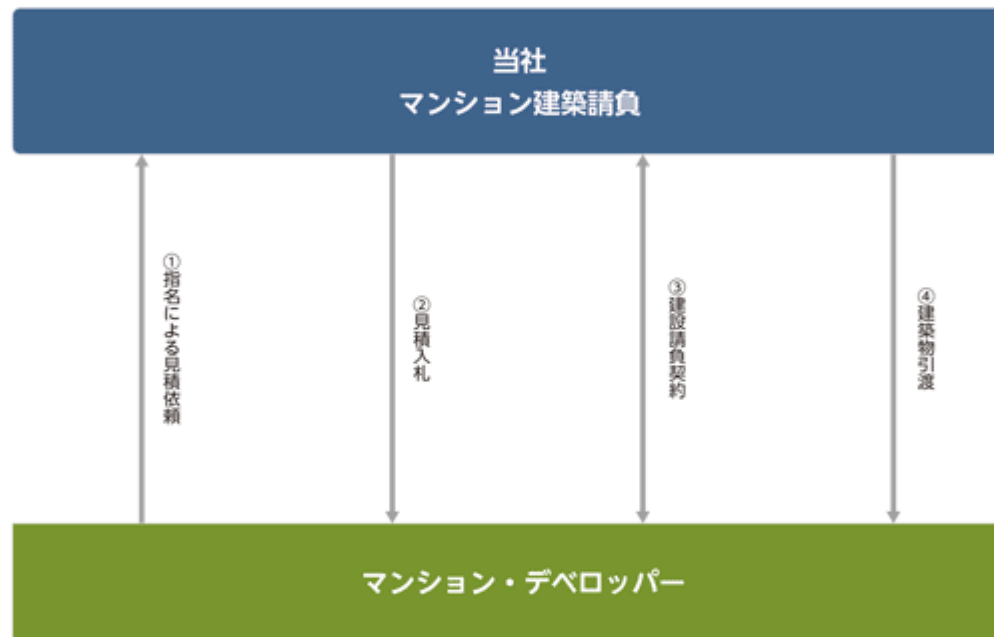 当社
マンション建築請負
①指名による見積依頼
②見積入札
③建設請負契約
④建築物引渡
マンション・デベロッパー